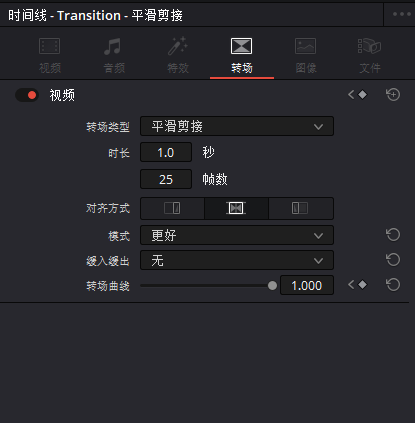 时间线 - Transition - 平滑剪接
视频 音频 特效 转场 图像 文件
视频
转场类型 平滑剪接
时长 1.0 秒
25 帧数
对齐方式
模式 更好
缓入缓出 无
转场曲线 1.000